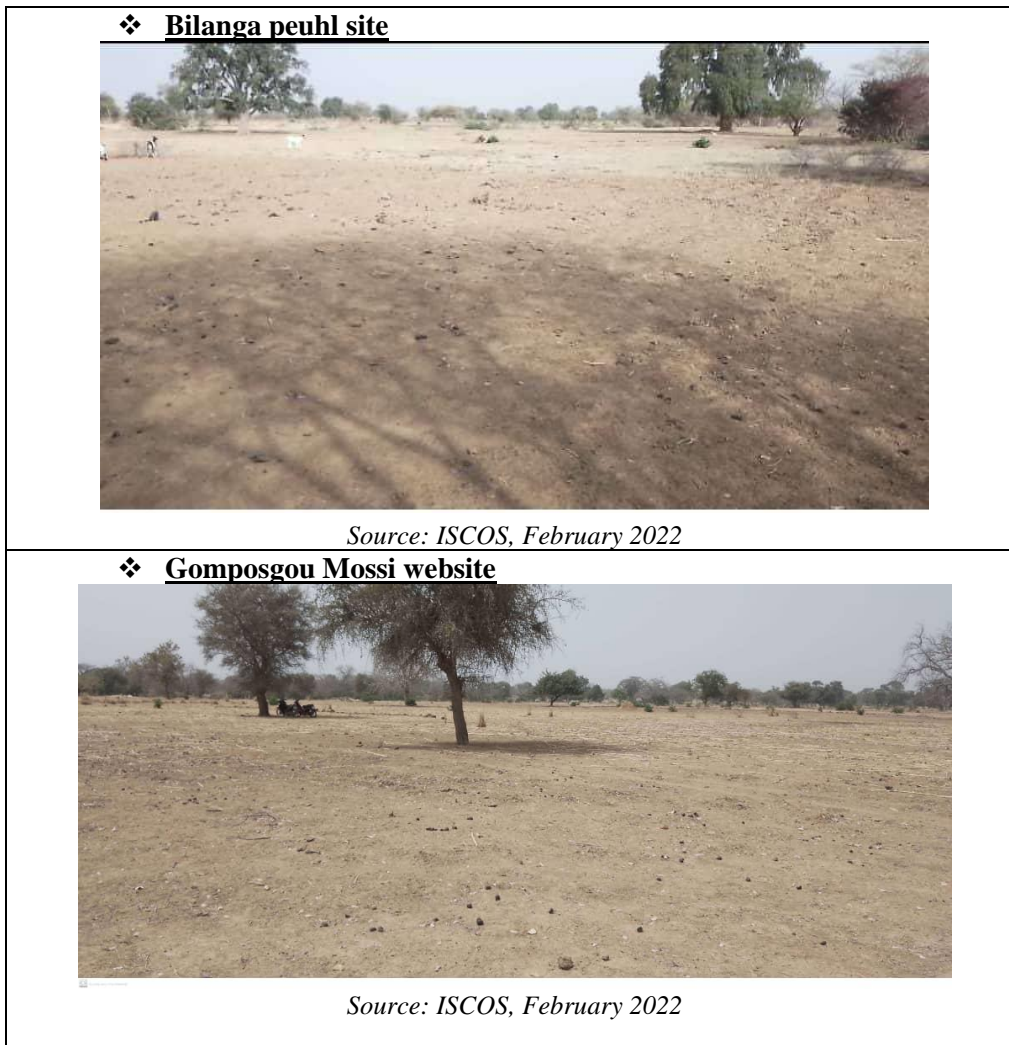 ❖ Bilanga peuhl site
Source: ISCOS, February 2022
❖ Gomposgou Mossi website
Source: ISCOS, February 2022